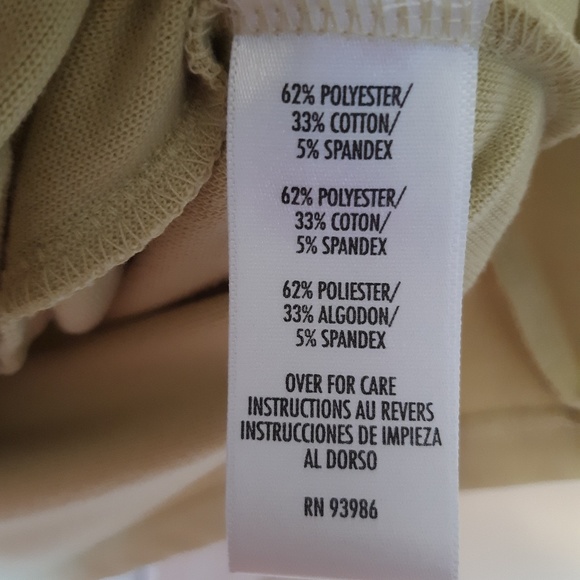 62% POLYESTER/
33% COTTON/
5% SPANDEX
62% POLYESTER/
33% COTON/
5% SPANDEX
62% POLIESTER/
33% ALGODON/
5% SPANDEX
OVER FOR CARE
INSTRUCTIONS AU REVERS
INSTRUCCIONES DE IMPIEZA
AL DORSO
RN 93986